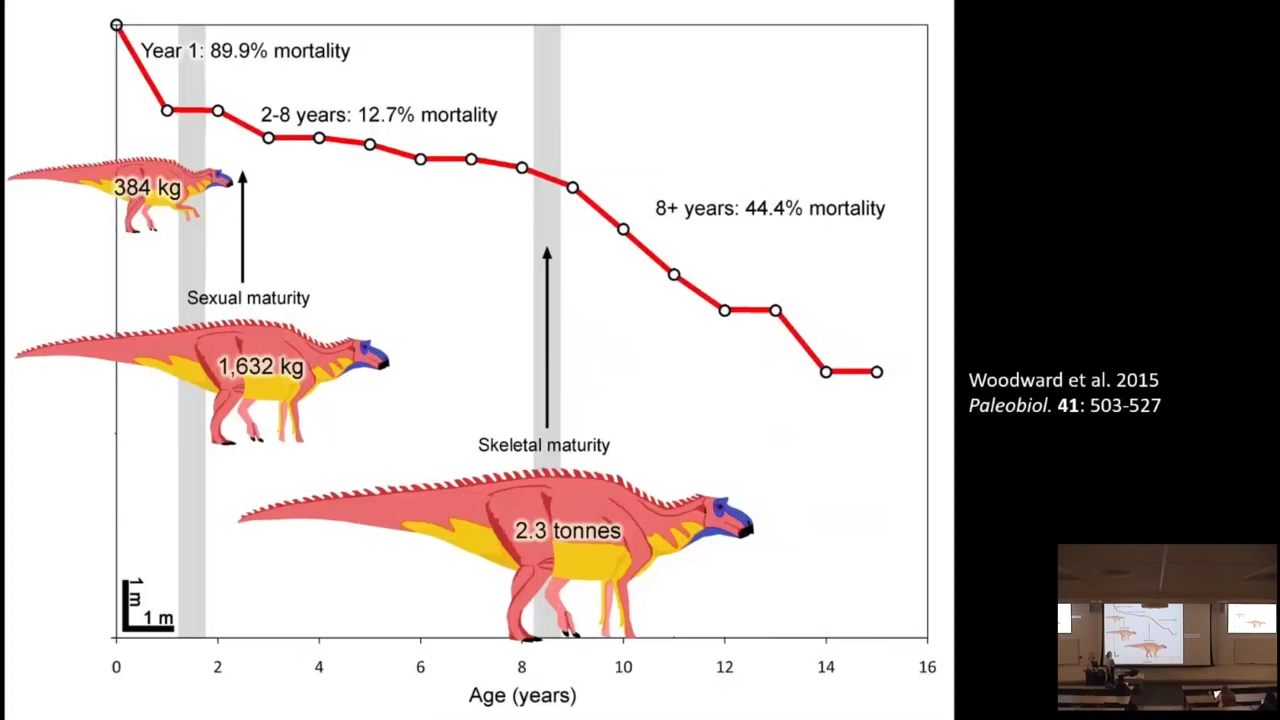 Year 1: 89.9% mortality
2-8 years: 12.7% mortality
384 kg
8+ years: 44.4% mortality
Sexual maturity
1,632 kg
Woodward et al. 2015
Paleobiol. 41: 503-527
Skeletal maturity
2.3 tonnes
1 m
1 m
0 2 4 6 8 10 12 14 16
Age (years)